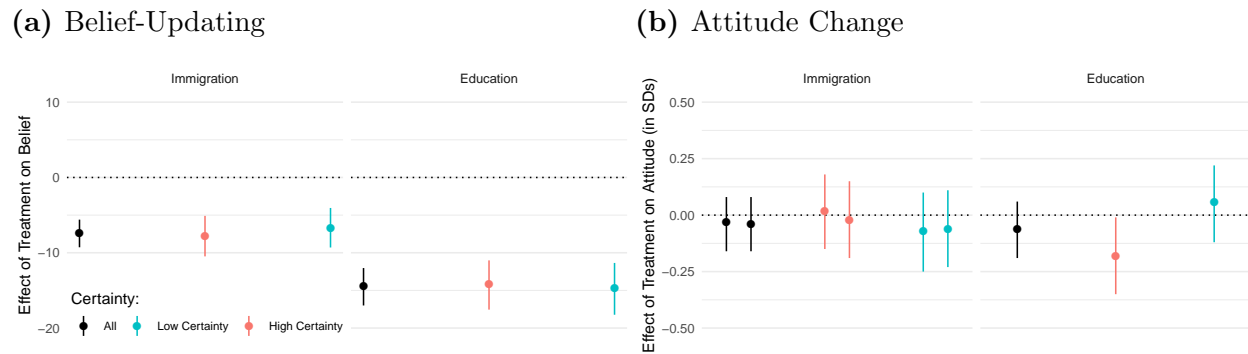 (a) Belief-Updating
Immigration
Education
Effect of Treatment on Belief
10
0
−10
−20
Certainty:
All
Low Certainty
High Certainty
(b) Attitude Change
Immigration
Education
Effect of Treatment on Attitude (in SDs)
0.50
0.25
0.00
−0.25
−0.50